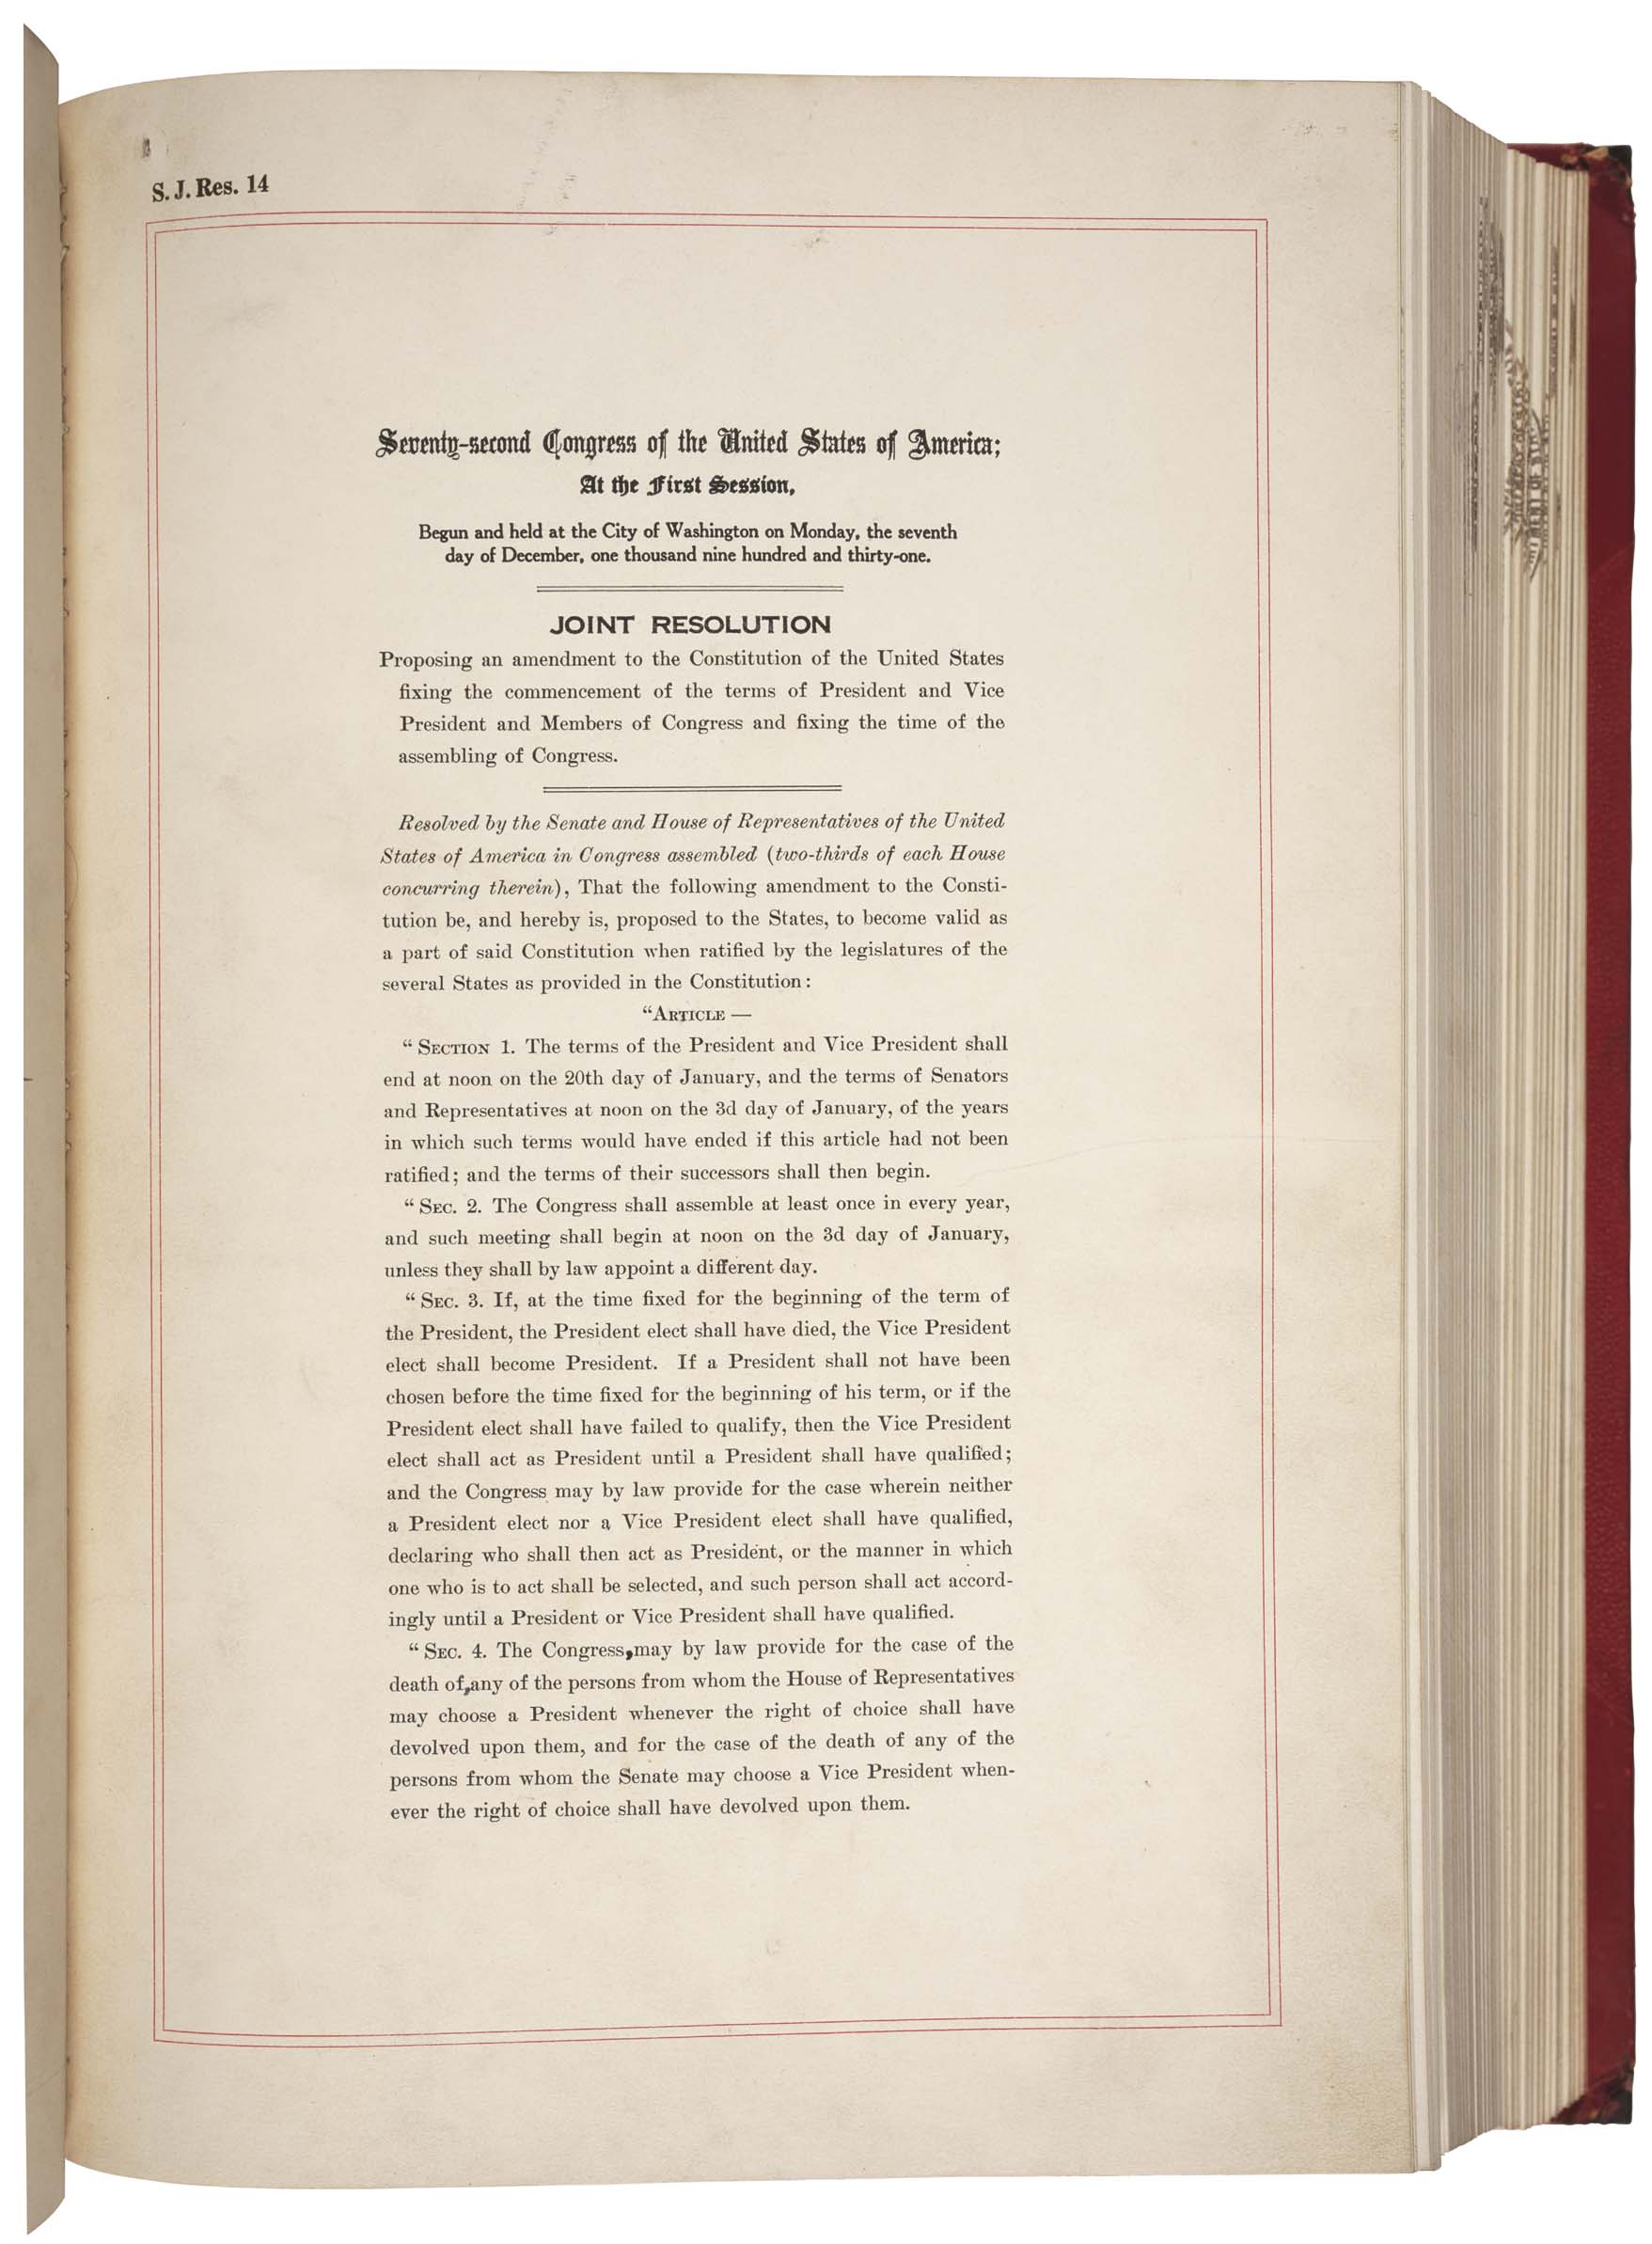 S. J. Res. 14
Seventy-second Congress of the United States of America;
At the First Session,
Begun and held at the City of Washington on Monday, the seventh
day of December, one thousand nine hundred and thirty-one.
JOINT RESOLUTION
Proposing an amendment to the Constitution of the United States
fixing the commencement of the terms of President and Vice
President and Members of Congress and fixing the time of the
assembling of Congress.
Resolved by the Senate and House of Representatives of the United
States of America in Congress assembled (two-thirds of each House
concurring therein), That the following amendment to the Consti-
tution be, and hereby is, proposed to the States, to become valid as
a part of said Constitution when ratified by the legislatures of the
several States as provided in the Constitution:
"ARTICLE —
"SECTION 1. The terms of the President and Vice President shall
end at noon on the 20th day of January, and the terms of Senators
and Representatives at noon on the 3d day of January, of the years
in which such terms would have ended if this article had not been
ratified; and the terms of their successors shall then begin.
"SEC. 2. The Congress shall assemble at least once in every year,
and such meeting shall begin at noon on the 3d day of January,
unless they shall by law appoint a different day.
"SEC. 3. If, at the time fixed for the beginning of the term of
the President, the President elect shall have died, the Vice President
elect shall become President. If a President shall not have been
chosen before the time fixed for the beginning of his term, or if the
President elect shall have failed to qualify, then the Vice President
elect shall act as President until a President shall have qualified;
and the Congress may by law provide for the case wherein neither
a President elect nor a Vice President elect shall have qualified,
declaring who shall then act as President, or the manner in which
one who is to act shall be selected, and such person shall act accord-
ingly until a President or Vice President shall have qualified.
"SEC. 4. The Congress,may by law provide for the case of the
death of,any of the persons from whom the House of Representatives
may choose a President whenever the right of choice shall have
devolved upon them, and for the case of the death of any of the
persons from whom the Senate may choose a Vice President when-
ever the right of choice shall have devolved upon them.